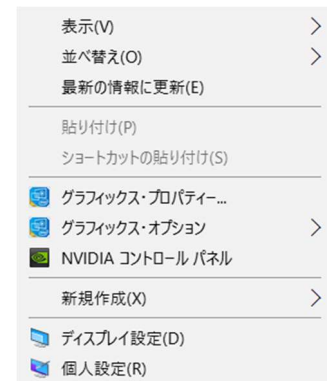 表示(V)
並べ替え(O)
最新の情報に更新(E)
貼り付け(P)
ショートカットの貼り付け(S)
グラフィックス・プロパティー...
グラフィックス・オプション
NVIDIA コントロール パネル
新規作成(X)
ディスプレイ設定(D)
個人設定(R)